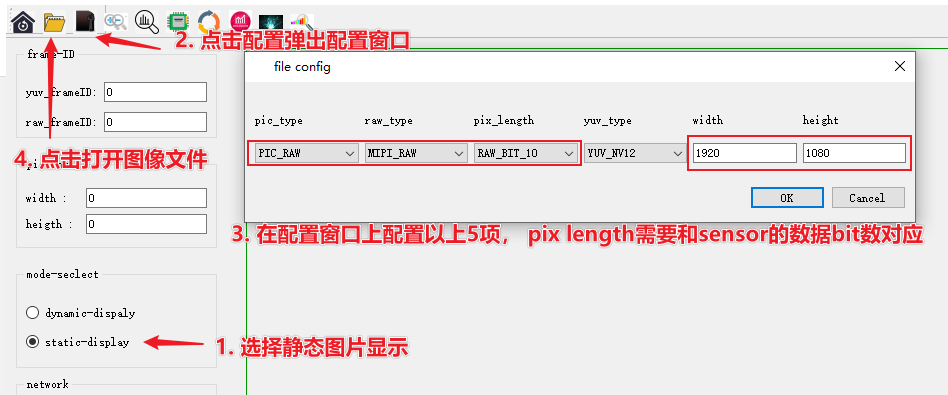 2. 点击配置弹出配置窗口
frame-ID
yuv_frameID: 0
raw_frameID: 0
4. 点击打开图像文件
width : 0
heigth : 0
file config
pic_type raw_type pix_length yuv_type width height
PIC_RAW MIPI_RAW RAW_BIT_10 YUV_NV12 1920 1080
OK Cancel
3. 在配置窗口上配置以上5项， pix length需要和sensor的数据bit数对应
mode-seclect
dynamic-dispaly
static-display
1. 选择静态图片显示
network